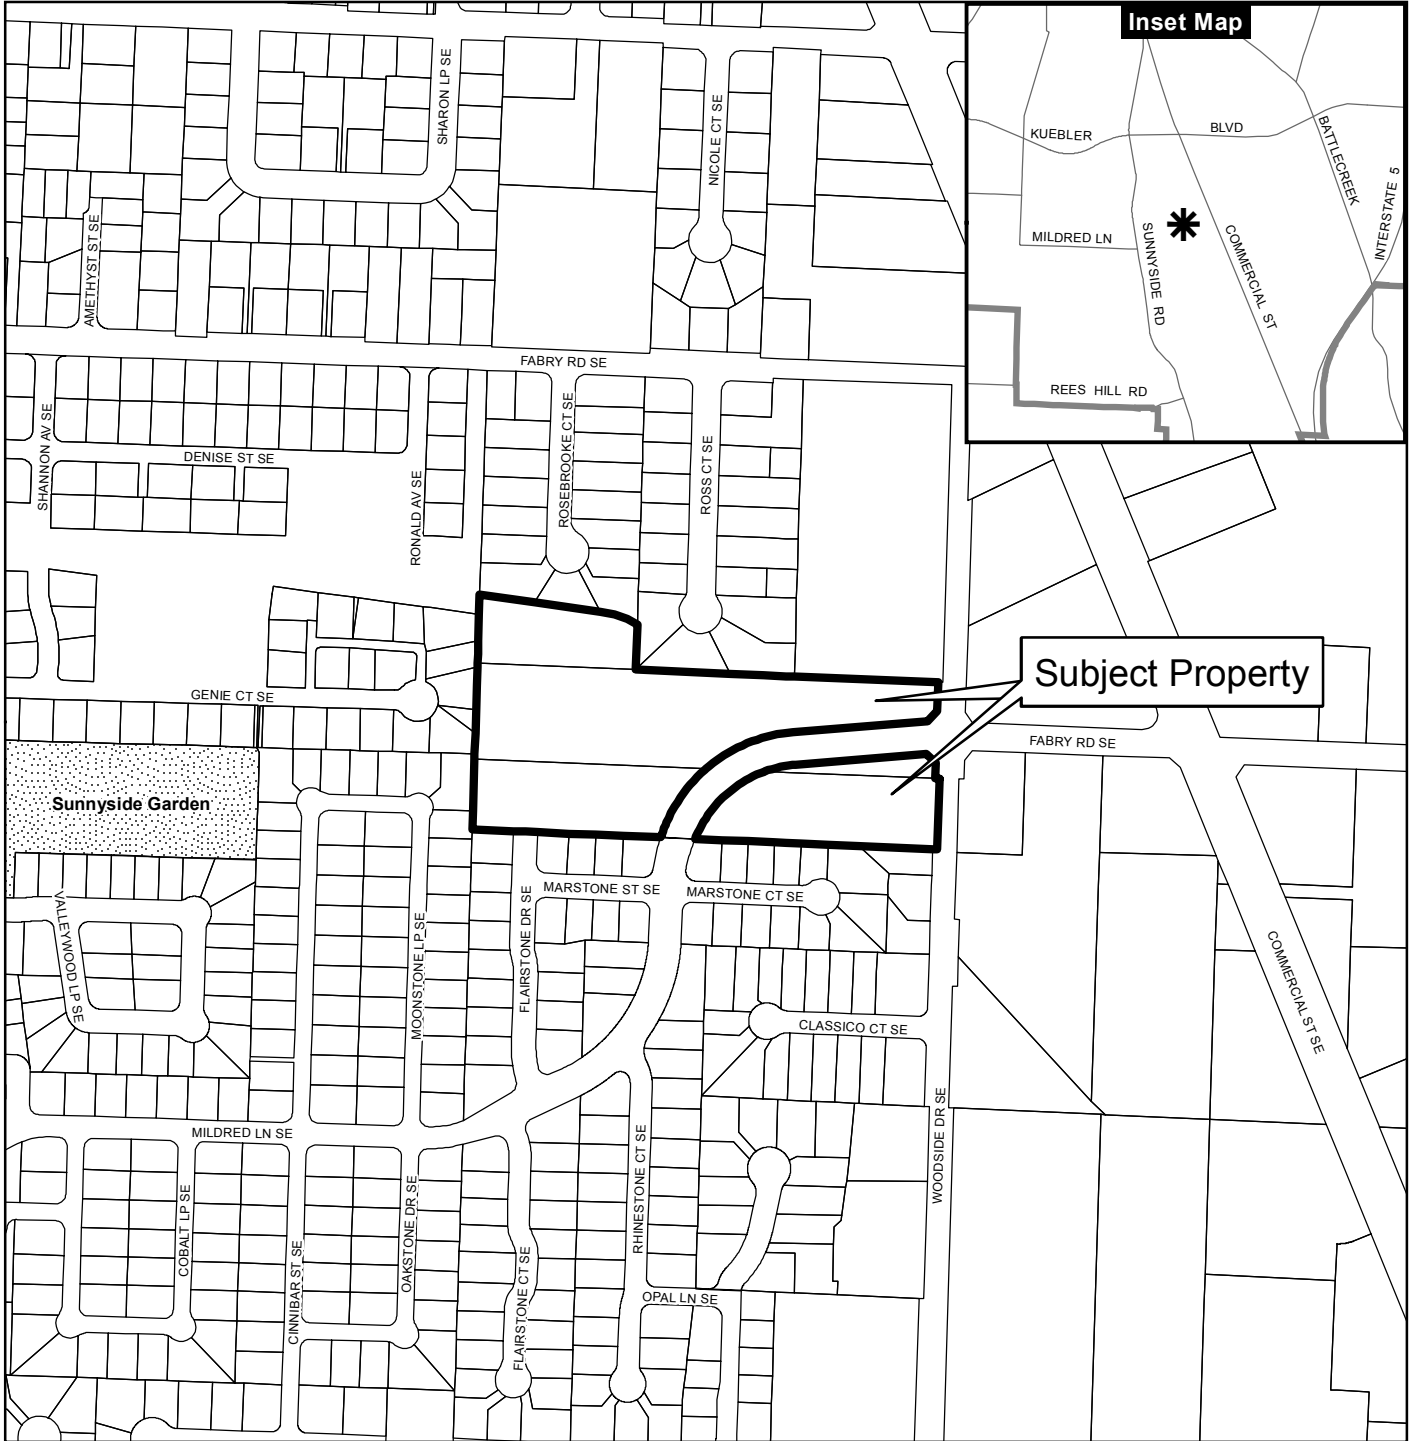 Inset Map
KUEBLER
BLVD
BATTLECREEK
INTERSTATE 5
MILDRED LN
SUNNYSIDE RD
COMMERCIAL ST
REES HILL RD
SHARON LP SE
NICOLE CT SE
AMETHYST ST SE
FABRY RD SE
SHANNON AV SE
DENISE ST SE
RONALD AV SE
ROSEBROOKE CT SE
ROSS CT SE
Subject Property
GENIE CT SE
FABRY RD SE
Sunnyside Garden
MARSTONE ST SE
MARSTONE CT SE
VALLEYWOOD LP SE
MOONSTONE LP SE
FLAIRSTONE DR SE
CLASSICO CT SE
COMMERCIAL ST SE
MILDRED LN SE
WOODSIDE DR SE
COBALT LP SE
CINNIBAR ST SE
OAKSTONE DR SE
FLAIRSTONE CT SE
RHINESTONE CT SE
OPAL LN SE